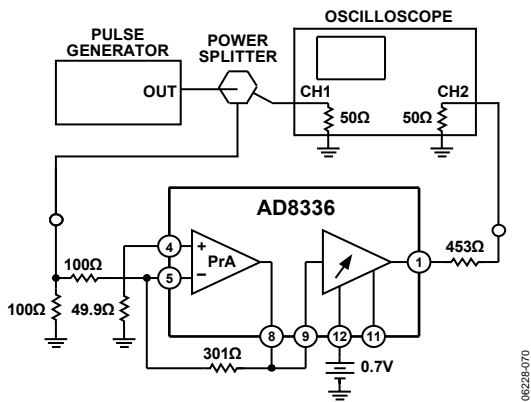 OSCILLOSCOPE
PULSE
GENERATOR
POWER
SPLITTER
OUT
CH1
CH2
50Ω
50Ω
AD8336
4
+
PrA
5
–
1
453Ω
100Ω
100Ω
49.9Ω
8
9
12
11
301Ω
0.7V
06228-070